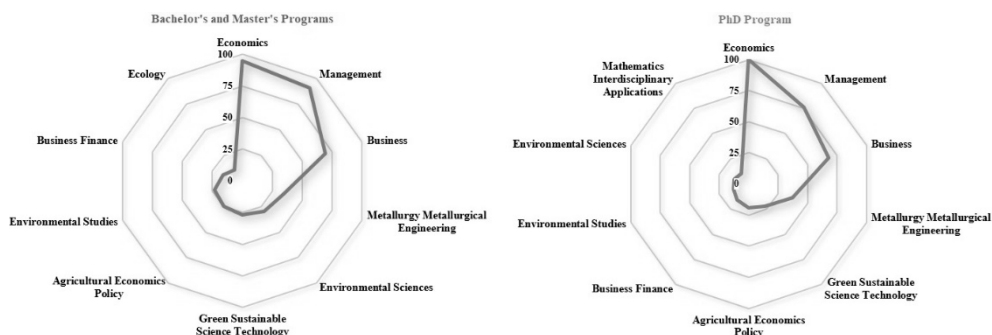 Bachelor's and Master's Programs
Economics
100
Management
75
50
25
0
Ecology
Business Finance
Business
Environmental Studies
Metallurgy Metallurgical
Engineering
Agricultural Economics
Policy
Environmental Sciences
Green Sustainable
Science Technology
PhD Program
Economics
100
Mathematics
Interdisciplinary
Applications
Management
75
50
25
0
Environmental Sciences
Business
Environmental Studies
Metallurgy Metallurgical
Engineering
Business Finance
Green Sustainable
Science Technology
Agricultural Economics
Policy